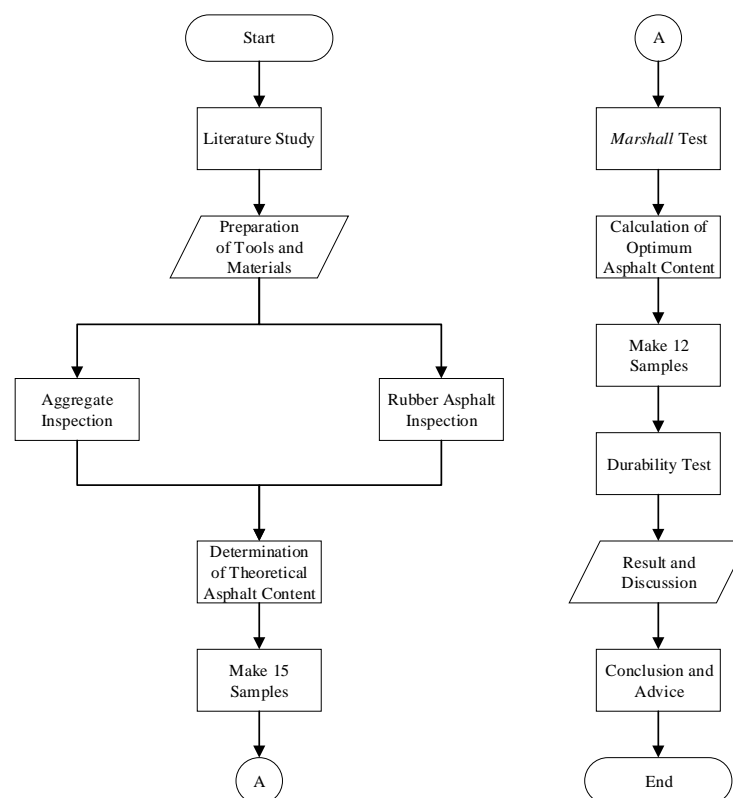 Start
Literature Study
Preparation
of Tools and
Materials
Aggregate
Inspection
Rubber Asphalt
Inspection
Determination
of Theoretical
Asphalt Content
Make 15
Samples
A
A
Marshall Test
Calculation of
Optimum
Asphalt Content
Make 12
Samples
Durability Test
Result and
Discussion
Conclusion and
Advice
End